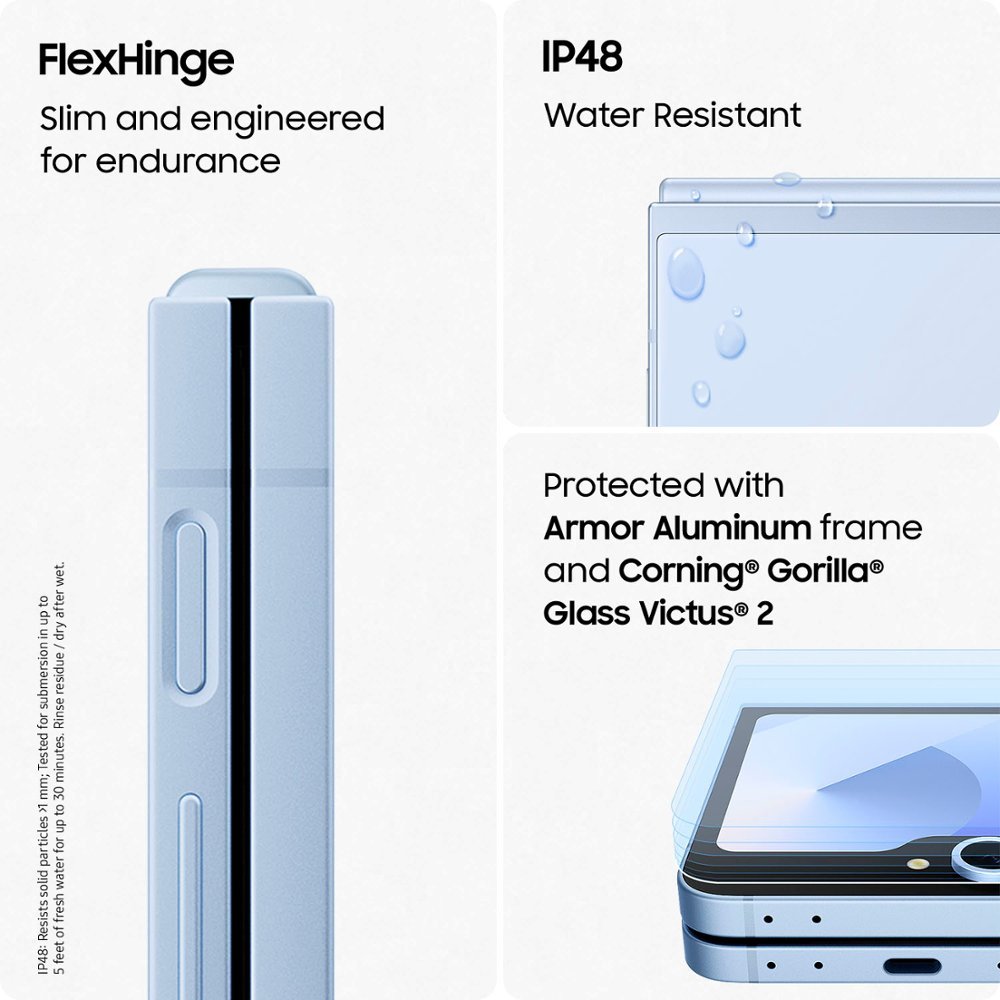 FlexHinge
Slim and engineered
for endurance
IP48: Resists solid particles >1 mm; Tested for submersion in up to
5 feet of fresh water for up to 30 minutes. Rinse residue / dry after wet.
IP48
Water Resistant
Protected with
Armor Aluminum frame
and Corning® Gorilla®
Glass Victus® 2